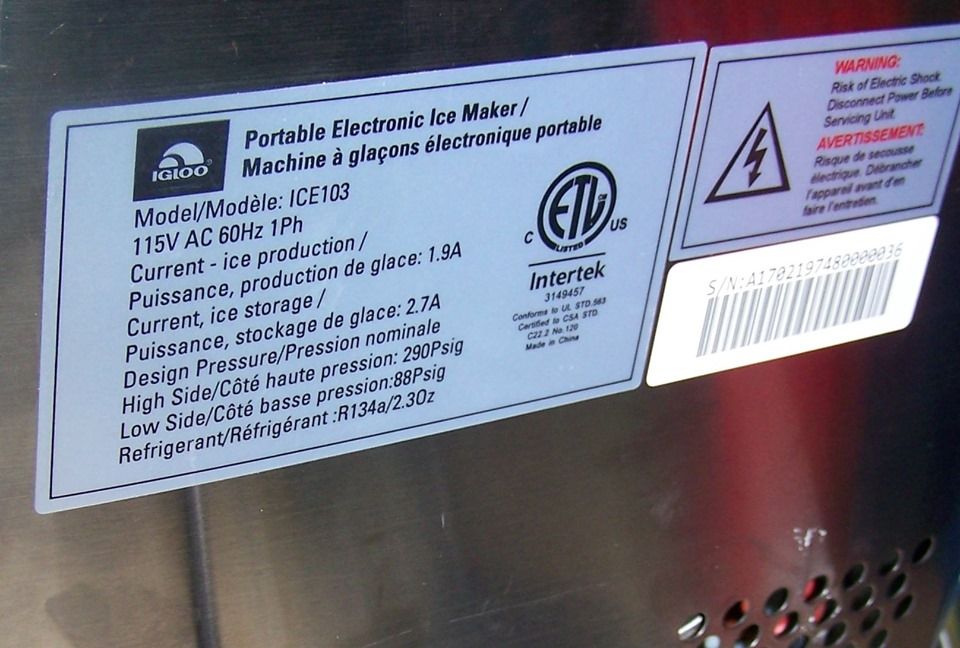 IGLOO
Portable Electronic Ice Maker /
Machine à glaçons électronique portable
Model/Modèle: ICE103
115V AC 60Hz 1Ph
Current - ice production /
Puissance, production de glace: 1.9A
Current, ice storage /
Puissance, stockage de glace: 2.7A
Design Pressure/Pression nominale
High Side/Côté haute pression: 290Psig
Low Side/Côté basse pression:88Psig
Refrigerant/Réfrigérant :R134a/2.3Oz
ETL
CM
LISTED
C US
Intertek
3149457
Conforms to UL STD.563
Certified to CSA STD.
C22.2 No.120
Made in China
WARNING:
Risk of Electric Shock.
Disconnect Power Before
Servicing Unit.
AVERTISSEMENT:
Risque de secousse
électrique. Débrancher
l'appareil avant d'en
faire l'entretien.
S/N:A1702197480000036